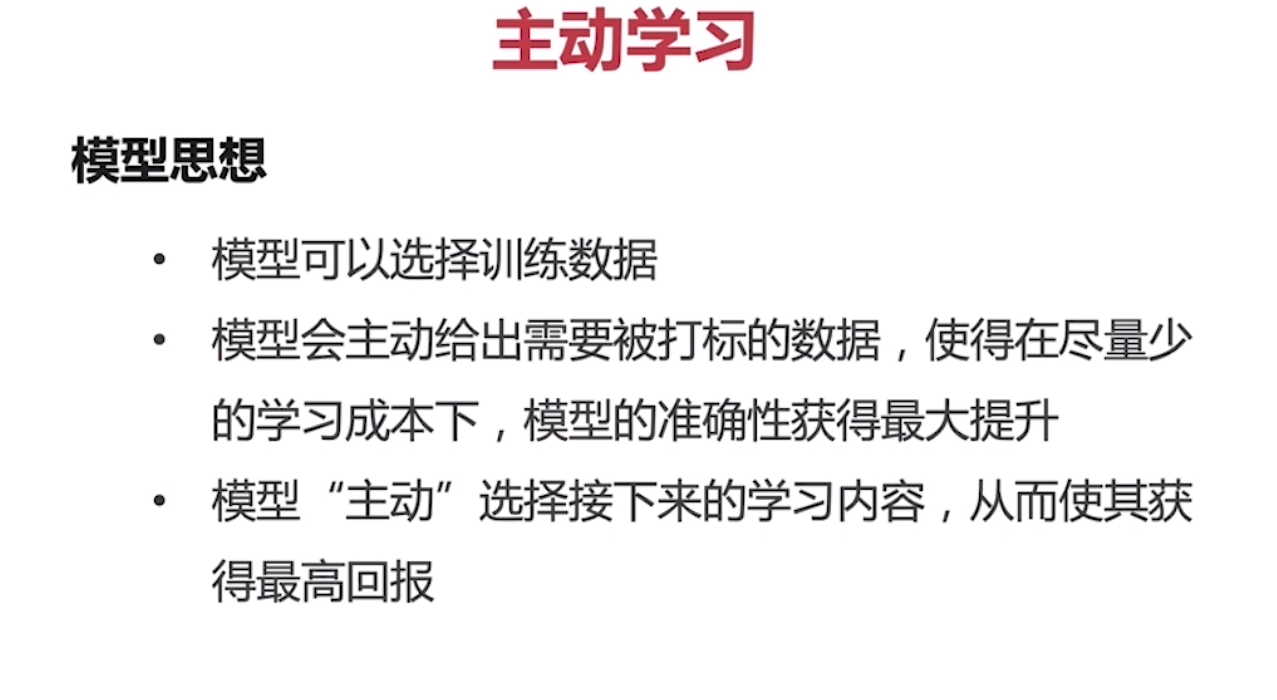 主动学习
模型思想
• 模型可以选择训练数据
• 模型会主动给出需要被打标的数据，使得在尽量少
的学习成本下，模型的准确性获得最大提升
• 模型“主动”选择接下来的学习内容，从而使其获
得最高回报